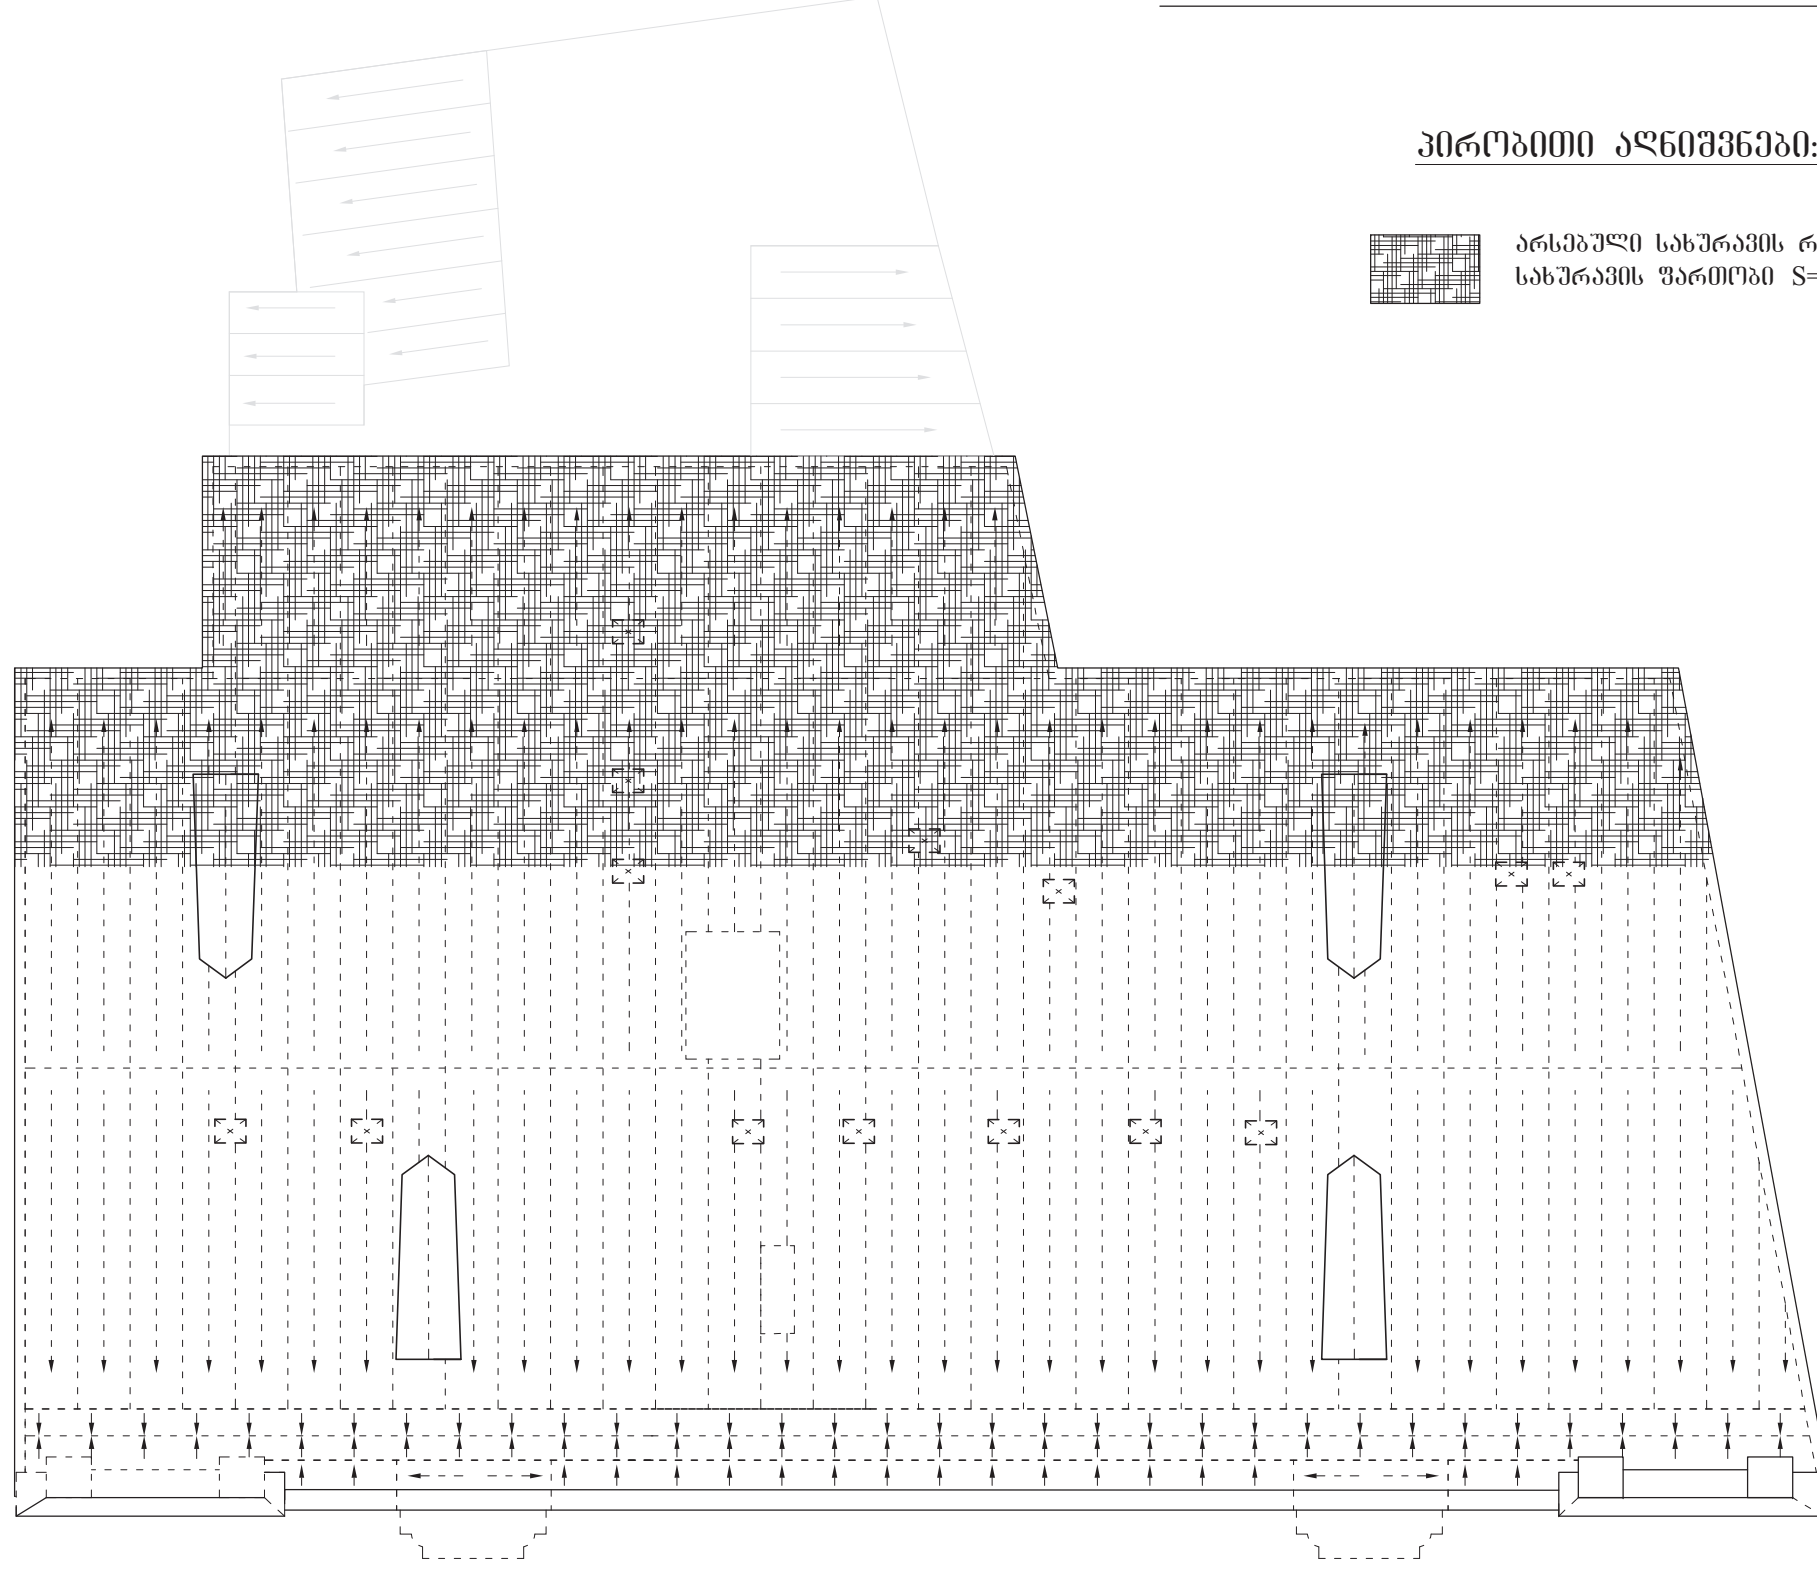 პირობითი აღნიშვნები:
არსებული სახურავის რ
სახურავის ფართობი S=